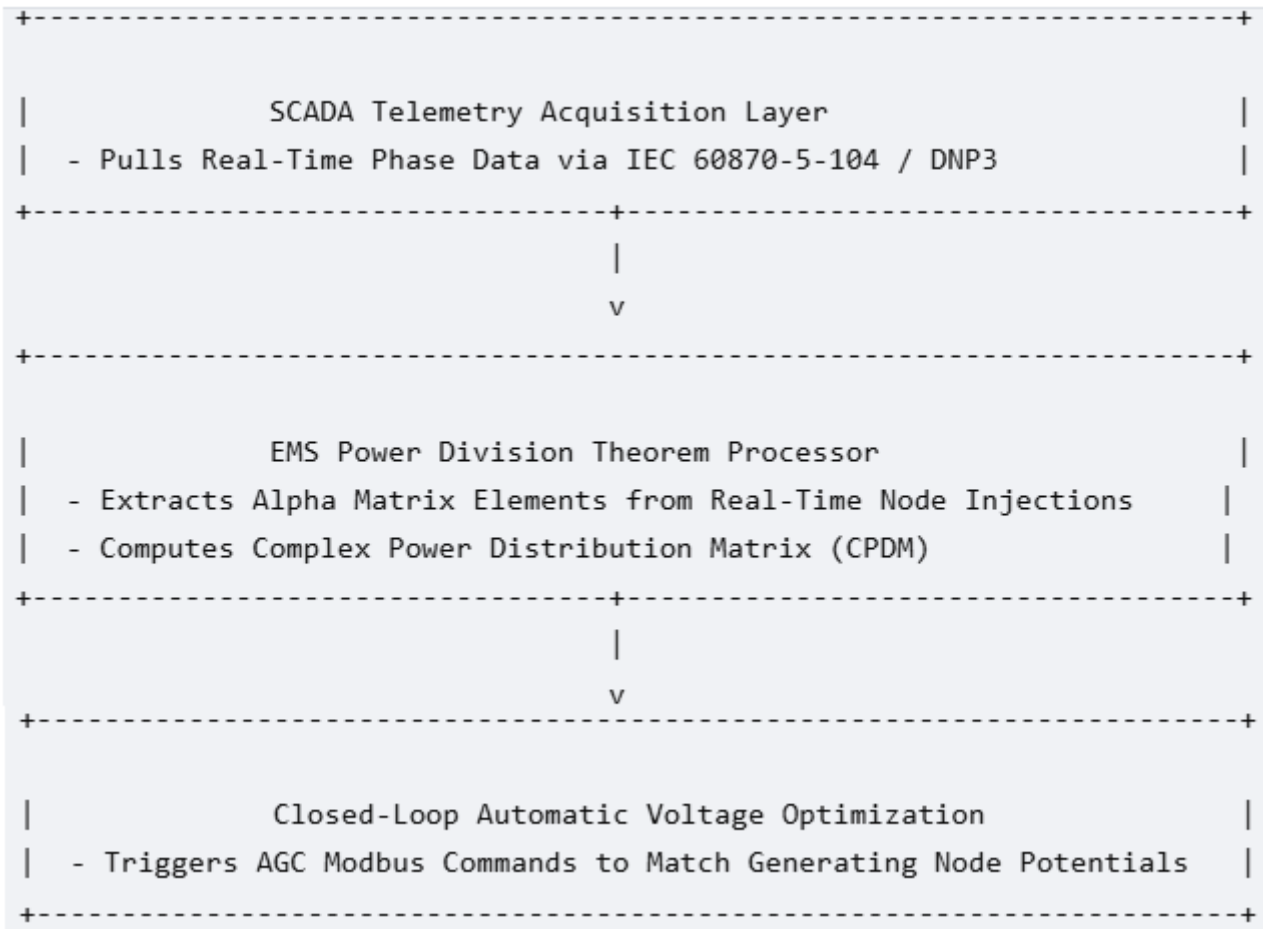 +-----------------------------------------------------------------------+
| SCADA Telemetry Acquisition Layer |
| - Pulls Real-Time Phase Data via IEC 60870-5-104 / DNP3 |
+----------------------------------+------------------------------------+
|
v
+-----------------------------------------------------------------------+
| EMS Power Division Theorem Processor |
| - Extracts Alpha Matrix Elements from Real-Time Node Injections |
| - Computes Complex Power Distribution Matrix (CPDM) |
+----------------------------------+------------------------------------+
|
v
+-----------------------------------------------------------------------+
| Closed-Loop Automatic Voltage Optimization |
| - Triggers AGC Modbus Commands to Match Generating Node Potentials |
+-----------------------------------------------------------------------+